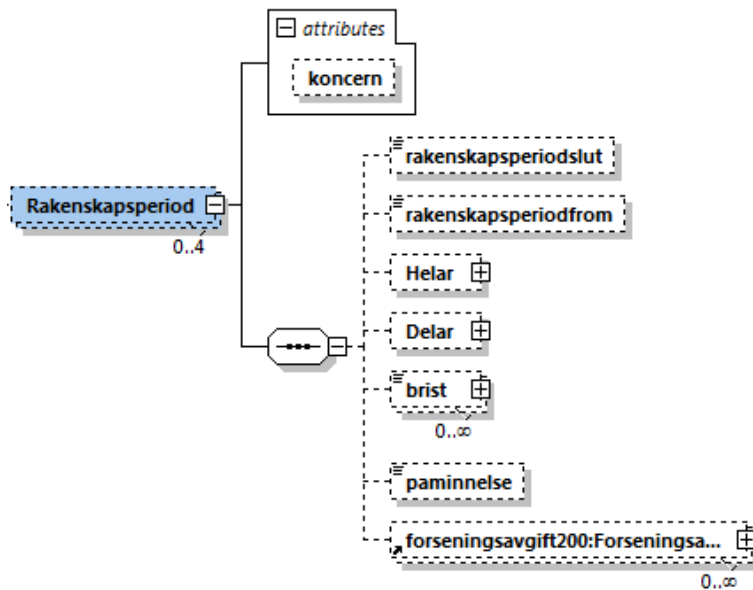 attributes
koncern
rakenskapsperiodslut
Rakenskapsperiod
rakenskapsperiodfrom
0..4
Helar
Delar
brist
0..∞
paminnelse
forseningsavgift200:Forseningsa...
0..∞